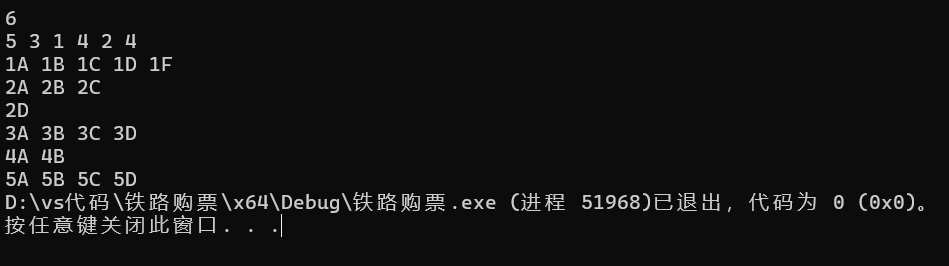 6
5 3 1 4 2 4
1A 1B 1C 1D 1F
2A 2B 2C
2D
3A 3B 3C 3D
4A 4B
5A 5B 5C 5D
D:\vs代码\铁路购票\x64\Debug\铁路购票.exe (进程 51968)已退出，代码为 0 (0x0)。
按任意键关闭此窗口. . .